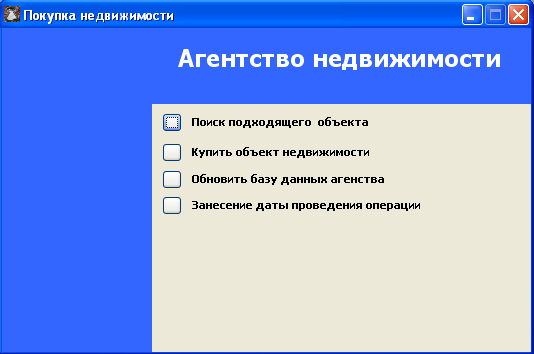 Покупка недвижимости
Агентство недвижимости
Поиск подходящего объекта
Купить объект недвижимости
Обновить базу данных агенства
Занесение даты проведения операции